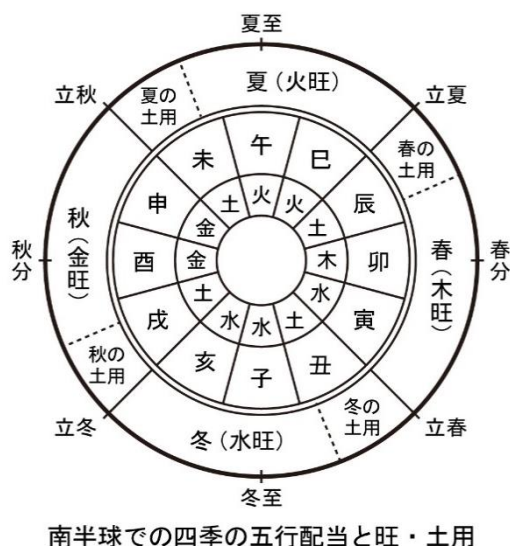 夏至
立夏
春分
立春
冬至
立冬
秋分
立秋
夏(火旺)
春の
土用
春(木旺)
冬の
土用
冬(水旺)
秋の
土用
秋(金旺)
夏の
土用
午
巳
辰
卯
寅
丑
子
亥
戌
酉
申
未
火
火
土
木
水
土
水
水
土
金
金
土
南半球での四季の五行配当と旺・土用